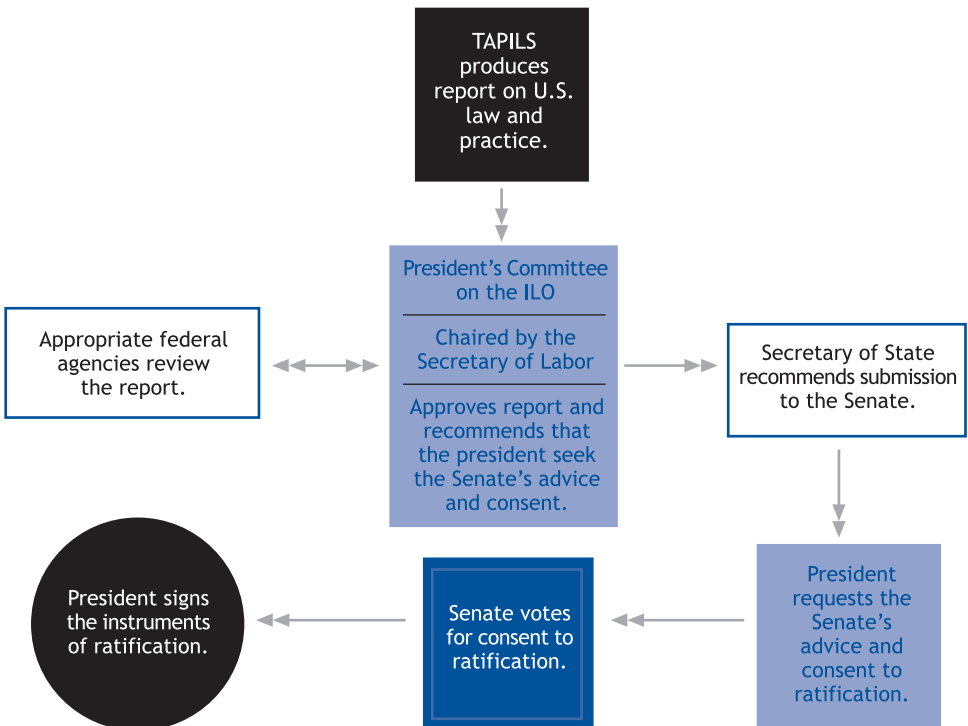 TAPILS
produces
report on U.S.
law and
practice.
President’s Committee
on the ILO
Chaired by the
Secretary of Labor
Approves report and
recommends that
the president seek
the Senate’s advice
and consent.
Appropriate federal
agencies review
the report.
Secretary of State
recommends submission
to the Senate.
President
requests the
Senate’s
advice and
consent to
ratification.
Senate votes
for consent to
ratification.
President signs
the instruments
of ratification.